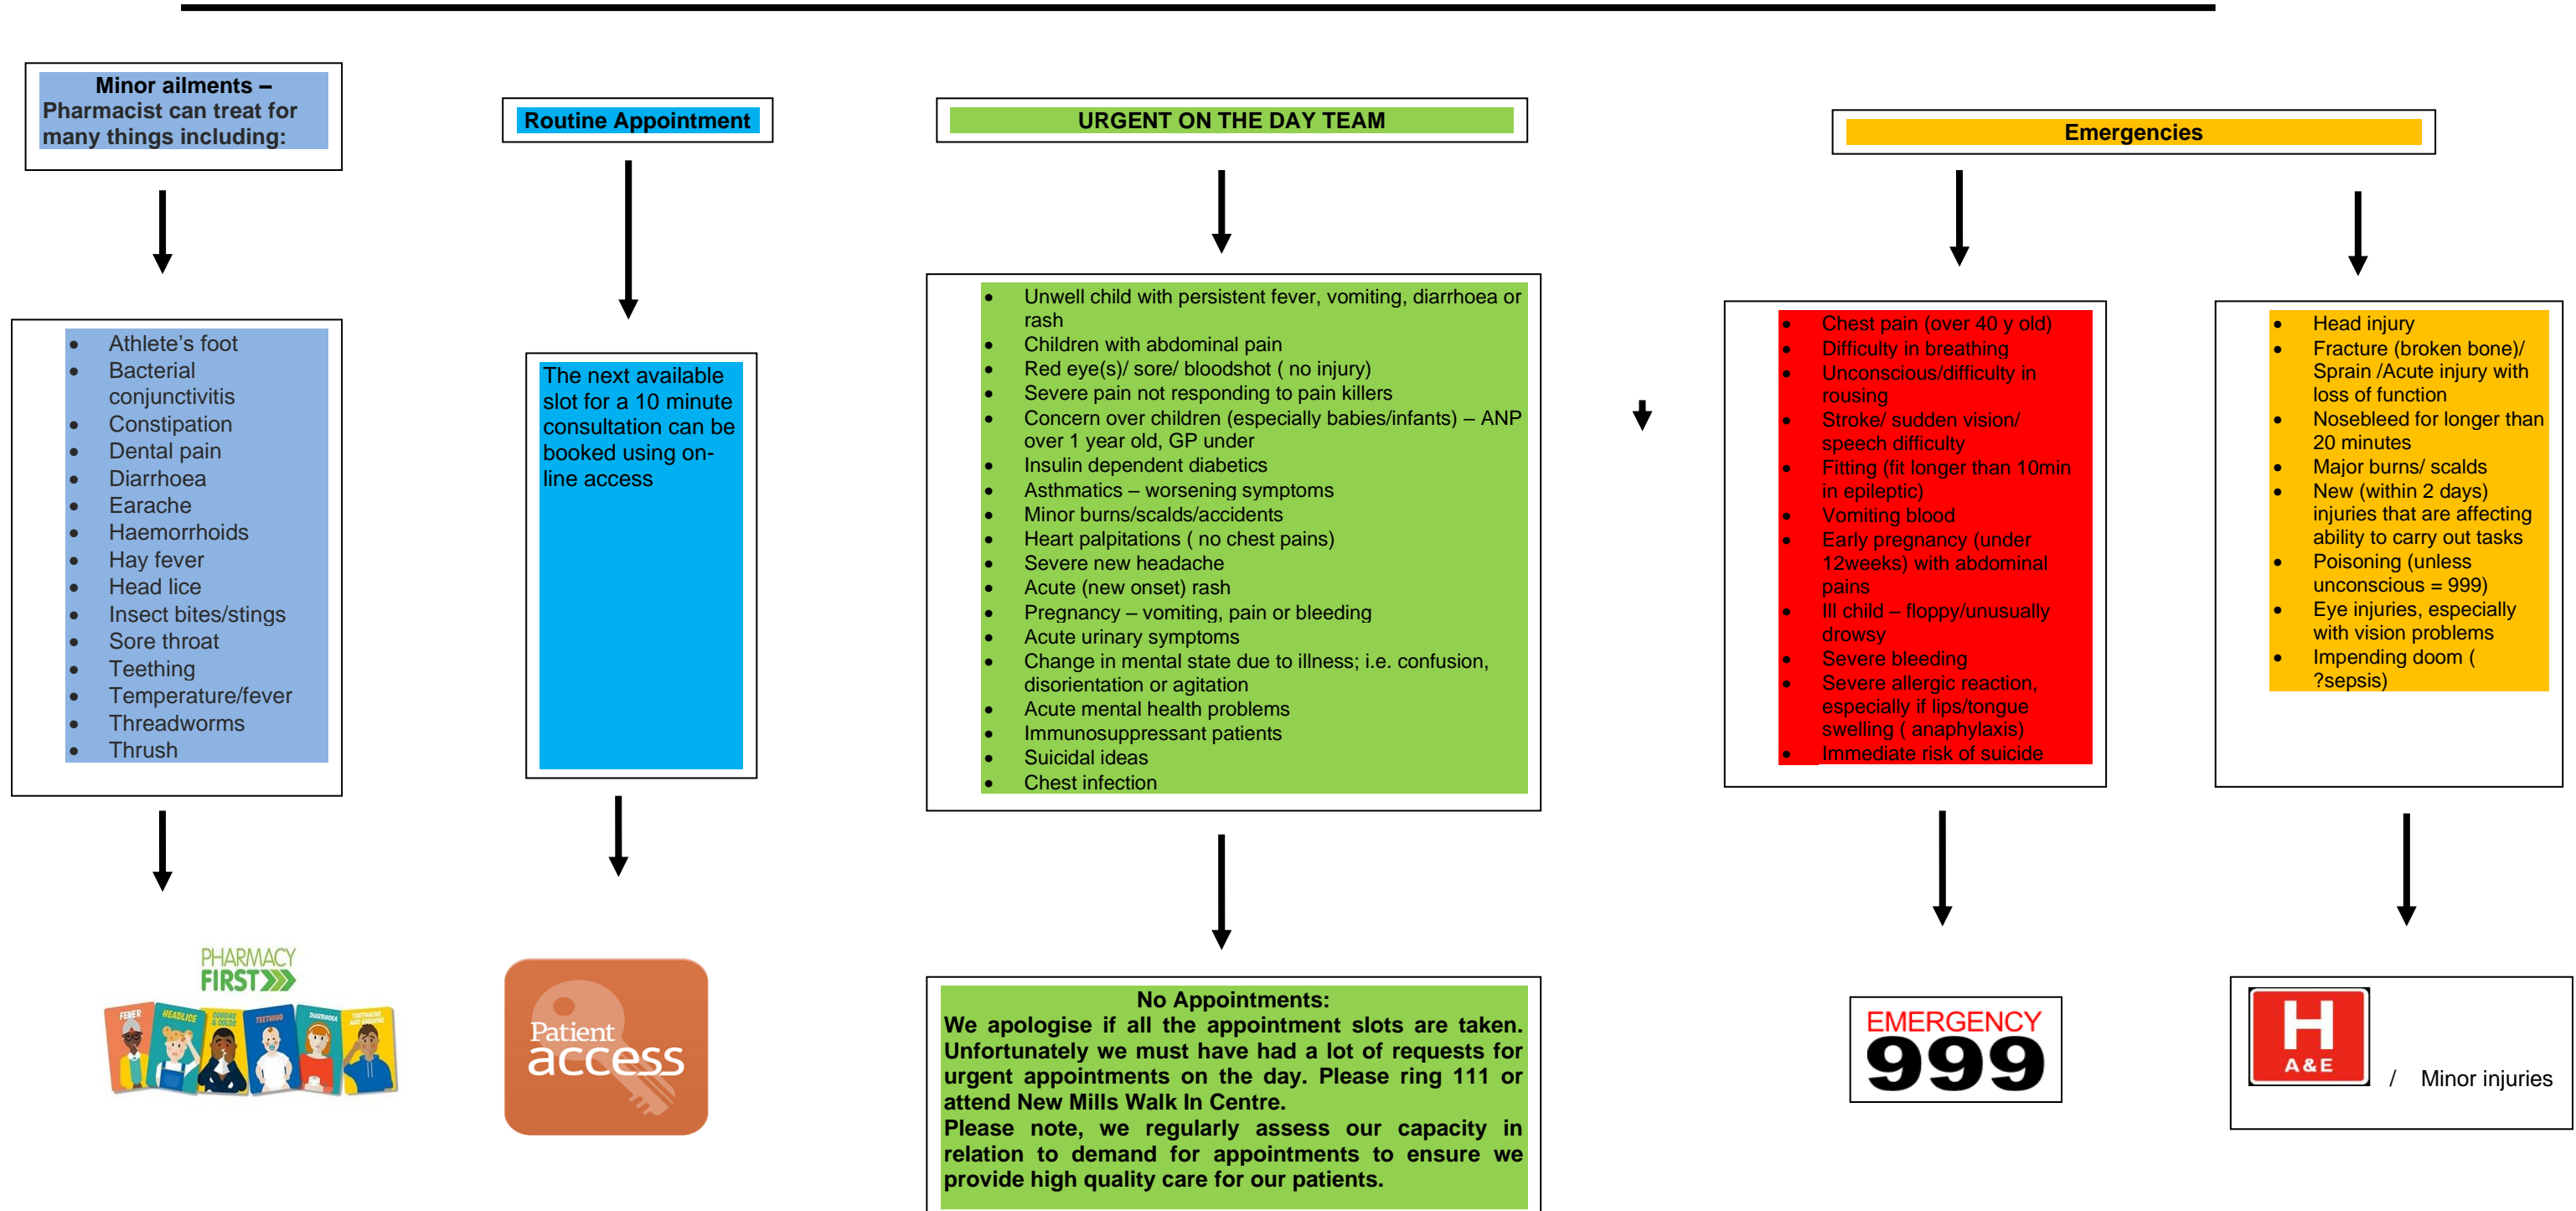 Minor ailments –
Pharmacist can treat for
many things including:
Athlete’s foot
Bacterial
conjunctivitis
Constipation
Dental pain
Diarrhoea
Earache
Haemorrhoids
Hay fever
Head lice
Insect bites/stings
Sore throat
Teething
Temperature/fever
Threadworms
Thrush
PHARMACY
FIRST
FEVER
HEADLICE
COUGHS
& COLDS
TEETHING
DIARRHOEA
TOOTHACHE
AND EARACHE
Routine Appointment
The next available
slot for a 10 minute
consultation can be
booked using on-
line access
Patient
access
URGENT ON THE DAY TEAM
Unwell child with persistent fever, vomiting, diarrhoea or
rash
Children with abdominal pain
Red eye(s)/ sore/ bloodshot ( no injury)
Severe pain not responding to pain killers
Concern over children (especially babies/infants) – ANP
over 1 year old, GP under
Insulin dependent diabetics
Asthmatics – worsening symptoms
Minor burns/scalds/accidents
Heart palpitations ( no chest pains)
Severe new headache
Acute (new onset) rash
Pregnancy – vomiting, pain or bleeding
Acute urinary symptoms
Change in mental state due to illness; i.e. confusion,
disorientation or agitation
Acute mental health problems
Immunosuppressant patients
Suicidal ideas
Chest infection
No Appointments:
We apologise if all the appointment slots are taken.
Unfortunately we must have had a lot of requests for
urgent appointments on the day. Please ring 111 or
attend New Mills Walk In Centre.
Please note, we regularly assess our capacity in
relation to demand for appointments to ensure we
provide high quality care for our patients.
Emergencies
Chest pain (over 40 y old)
Difficulty in breathing
Unconscious/difficulty in
rousing
Stroke/ sudden vision/
speech difficulty
Fitting (fit longer than 10min
in epileptic)
Vomiting blood
Early pregnancy (under
12weeks) with abdominal
pains
Ill child – floppy/unusually
drowsy
Severe bleeding
Severe allergic reaction,
especially if lips/tongue
swelling ( anaphylaxis)
Immediate risk of suicide
EMERGENCY
999
Head injury
Fracture (broken bone)/
Sprain /Acute injury with
loss of function
Nosebleed for longer than
20 minutes
Major burns/ scalds
New (within 2 days)
injuries that are affecting
ability to carry out tasks
Poisoning (unless
unconscious = 999)
Eye injuries, especially
with vision problems
Impending doom (
?sepsis)
H
A&E
/ Minor injuries